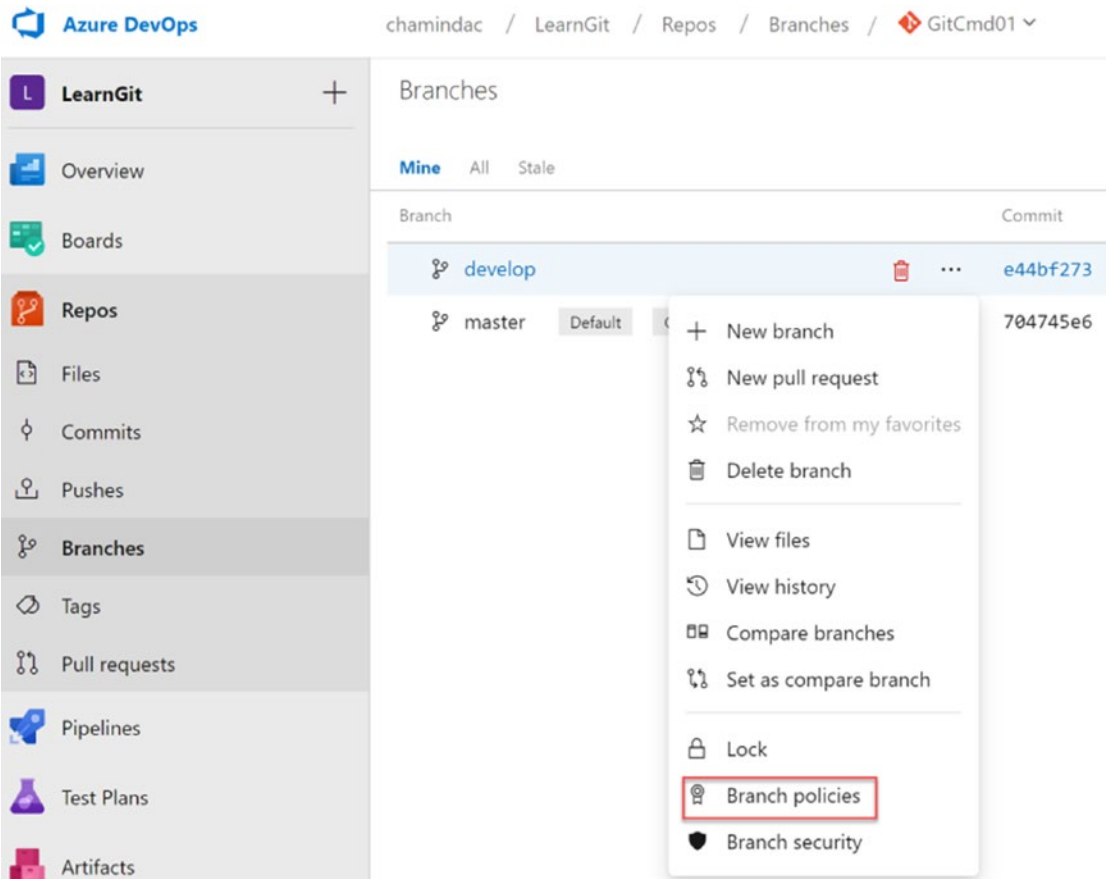 Azure DevOps
chamindac / LearnGit / Repos / Branches / GitCmd01
L LearnGit
Overview
Boards
Repos
Files
Commits
Pushes
Branches
Tags
Pull requests
Pipelines
Test Plans
Artifacts
Branches
Mine All Stale
Branch Commit
develop ... e44bf273
master Default 704745e6
New branch
New pull request
Remove from my favorites
Delete branch
View files
View history
Compare branches
Set as compare branch
Lock
Branch policies
Branch security